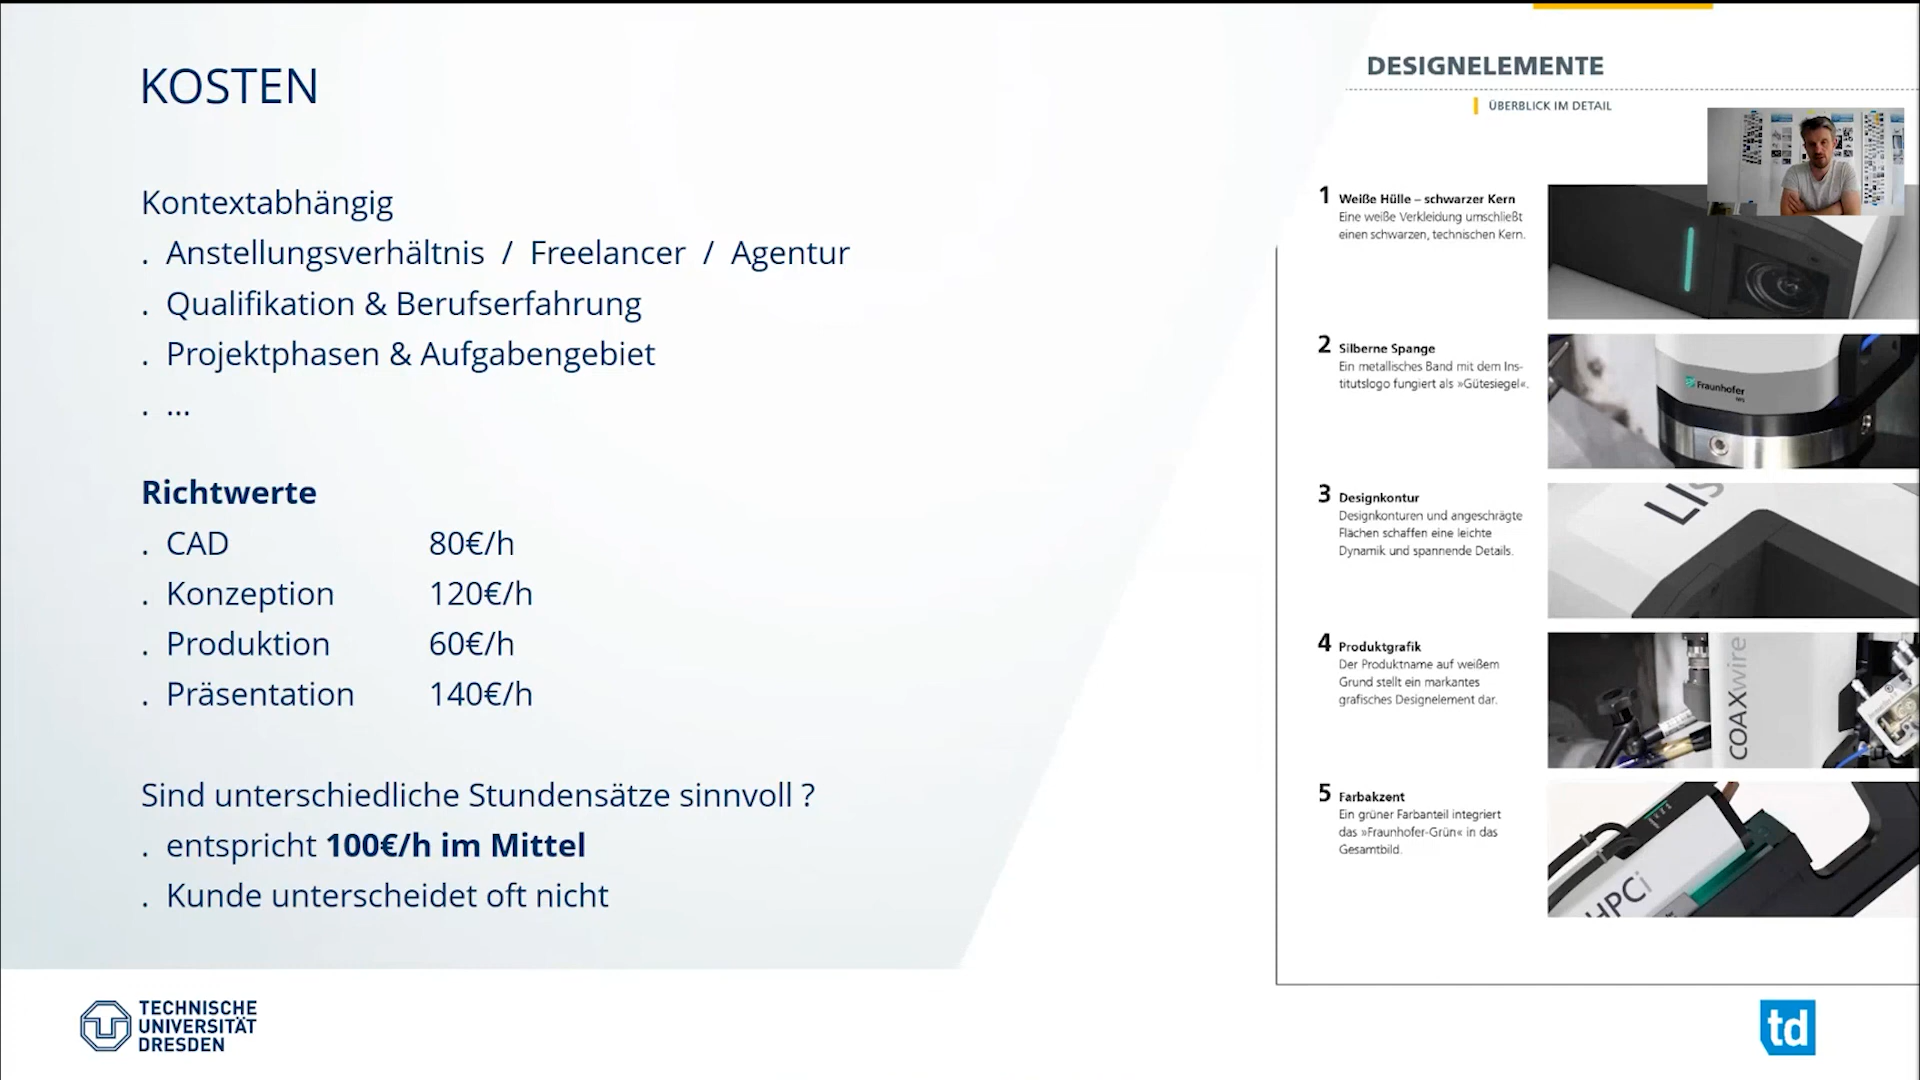 KOSTEN
Kontextabhängig
. Anstellungsverhältnis / Freelancer / Agentur
. Qualifikation & Berufserfahrung
. Projektphasen & Aufgabengebiet
. ...
Richtwerte
. CAD 80€/h
. Konzeption 120€/h
. Produktion 60€/h
. Präsentation 140€/h
Sind unterschiedliche Stundensätze sinnvoll ?
. entspricht 100€/h im Mittel
. Kunde unterscheidet oft nicht
DESIGNELEMENTE
ÜBERBLICK IM DETAIL
1 Weiße Hülle – schwarzer Kern
Eine weiße Verkleidung umschließt
einen schwarzen, technischen Kern.
2 Silberne Spange
Ein metallisches Band mit dem Ins-
titutslogo fungiert als »Gütesiegel«.
Fraunhofer
3 Designkontur
Designkonturen und angeschrägte
Flächen schaffen eine leichte
Dynamik und spannende Details.
LIS
4 Produktgrafik
Der Produktname auf weißem
Grund stellt ein markantes
grafisches Designelement dar.
COAXwire
5 Farbakzent
Ein grüner Farbanteil integriert
das »Fraunhofer-Grün« in das
Gesamtbild.
HPCi
TECHNISCHE
UNIVERSITÄT
DRESDEN
td